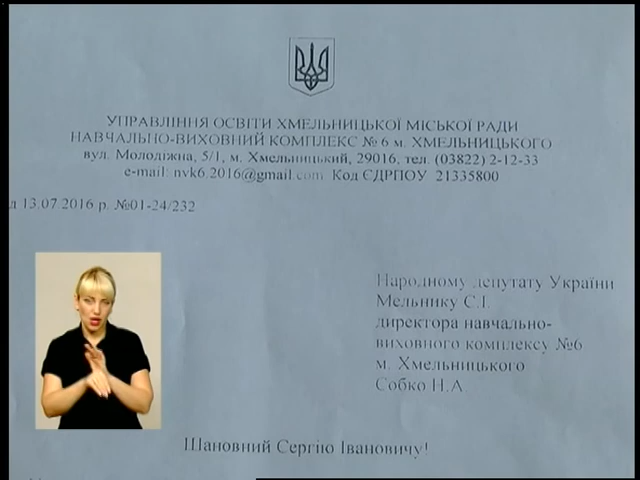 УПРАВЛІННЯ ОСВІТИ ХМЕЛЬНИЦЬКОЇ МІСЬКОЇ РАДИ
НАВЧАЛЬНО-ВИХОВНИЙ КОМПЛЕКС № 6 м. ХМЕЛЬНИЦЬКОГО
вул. Молодіжна, 5/1, м. Хмельницький, 29016, тел. (03822) 2-12-33
e-mail: nvk6.2016@gmail.com Код ЄДРПОУ 21335800
д 13.07.2016 р. №01-24/232
Народному депутату України
Мельнику С.І.
директора навчально-
виховного комплексу №6
м. Хмельницького
Собко Н.А.
Шановний Сергію Івановичу!